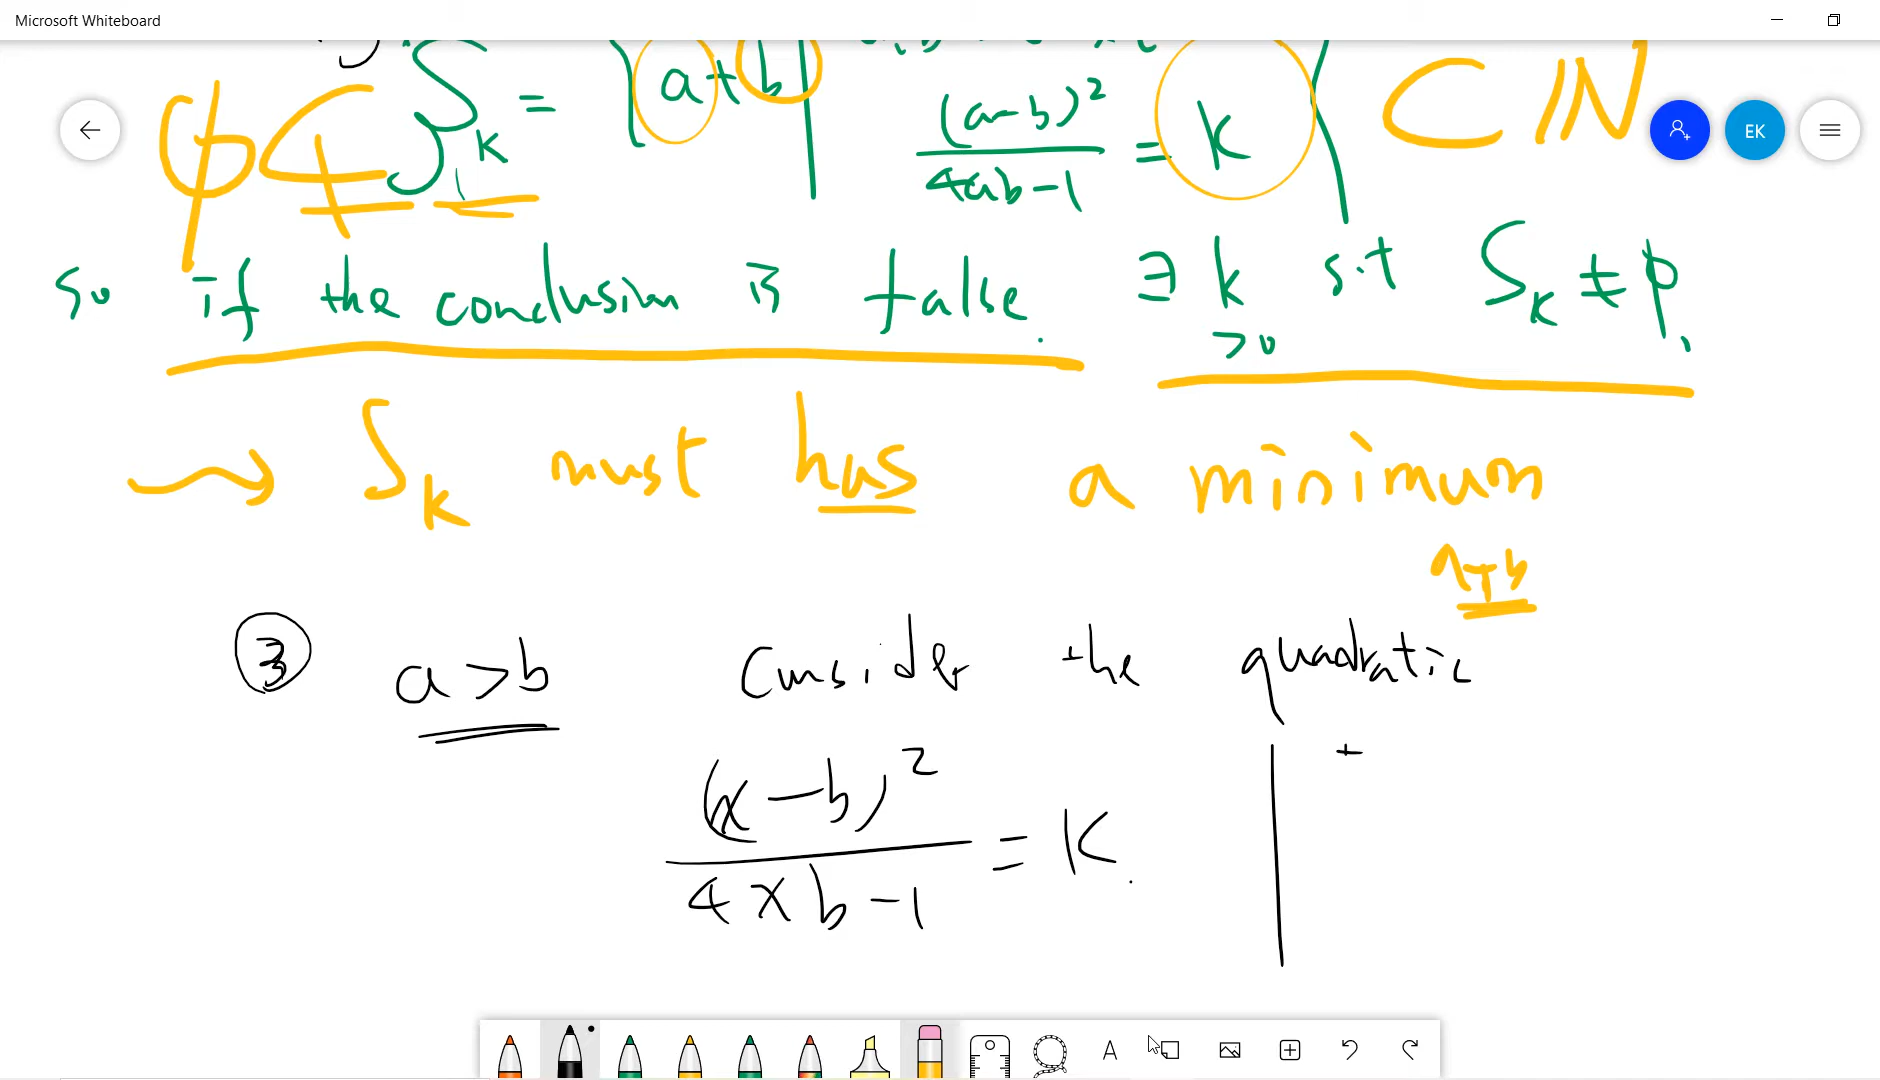 Microsoft Whiteboard
ϕ ⊄ S_k = { a+b | (a-b)² / (4ab-1) = k } ⊂ ℕ
EK
so if the conclusion is false. ∃ k >0 s.t S_k ≠ ϕ.
⇝ S_k must has a minimum
a+b
③ a > b Consider the quadratic
(x-b)² / (4xb-1) = K.
A